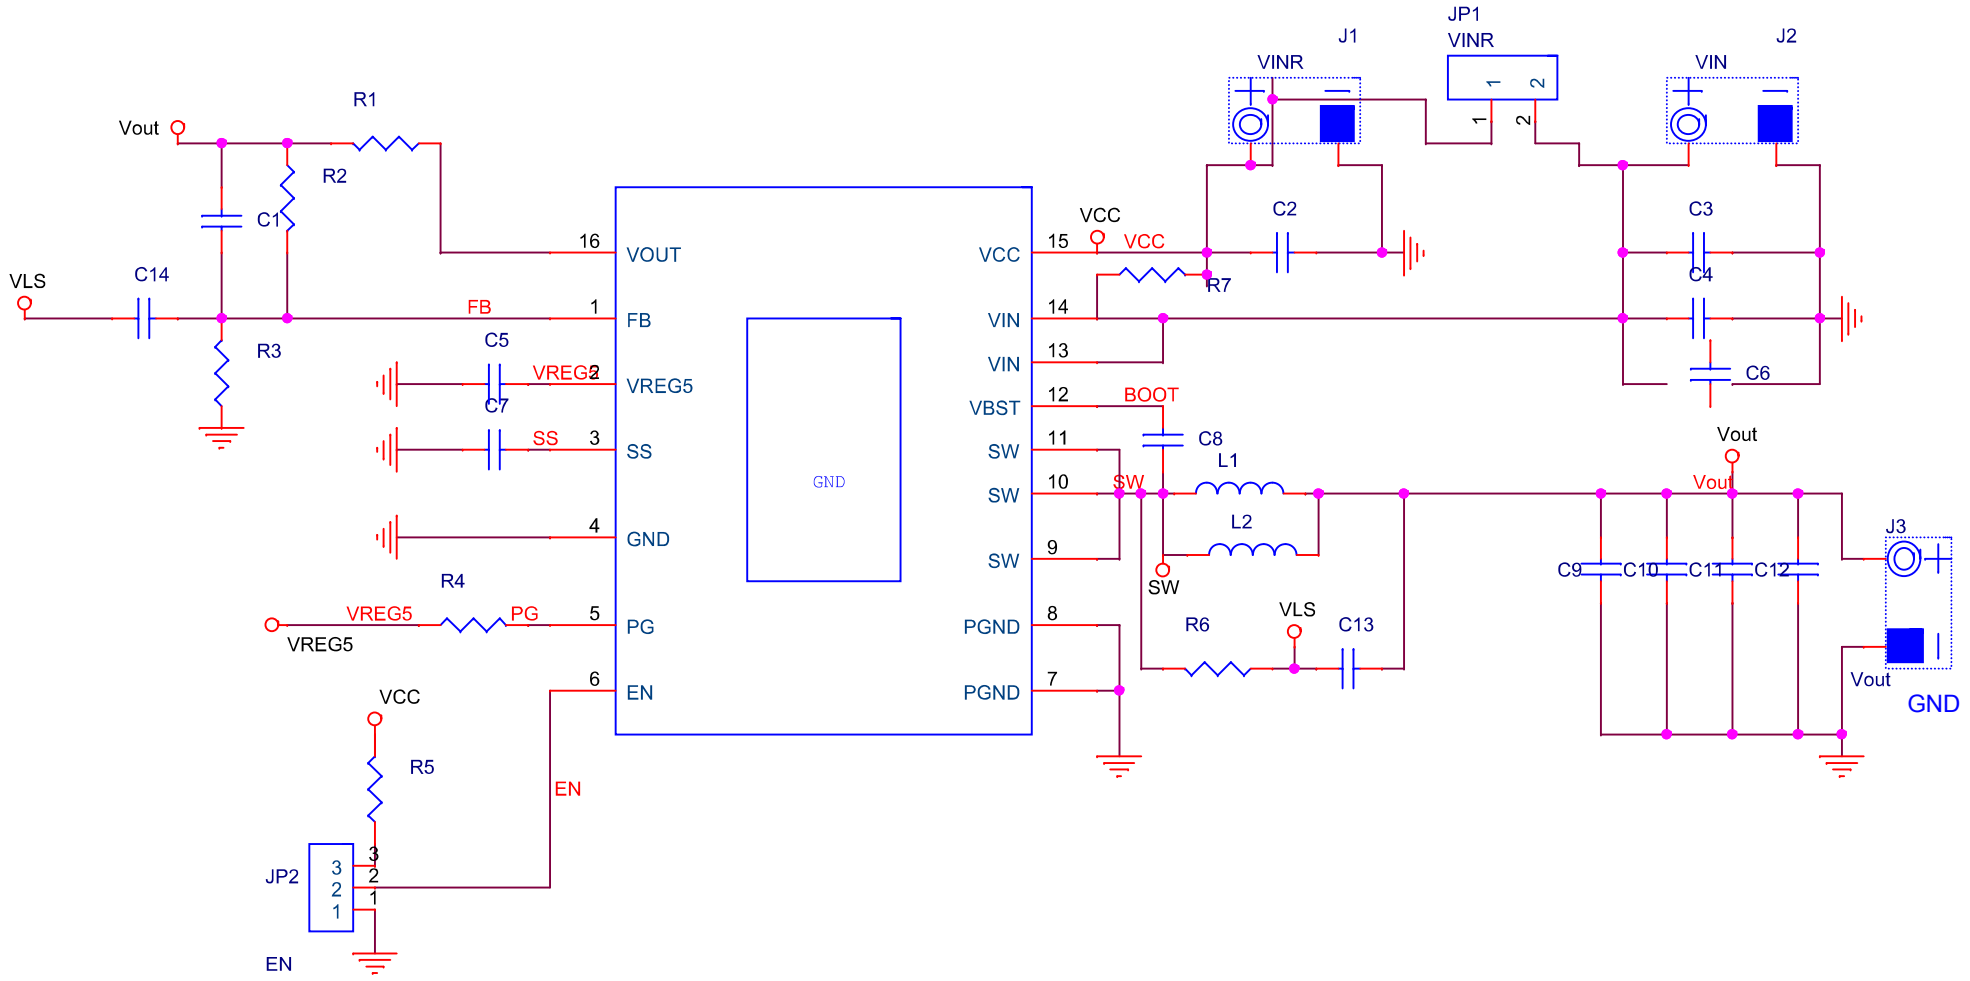 JP1
J1
VINR
J2
VINR
VIN
1
2
1
2
R1
Vout
R2
C1
C2
C3
VCC
VCC
16
VOUT
15
VCC
VLS
C14
C4
R7
FB
1
FB
14
VIN
R3
C5
13
VIN
VREG5
2
VREG5
C6
C7
12
VBST
BOOT
SS
3
SS
11
SW
C8
Vout
L1
GND
10
SW
SW
Vout
L2
J3
4
GND
9
SW
C9
C10
C11
C12
R4
SW
VLS
VREG5
PG
5
PG
8
PGND
R6
C13
VREG5
6
EN
7
PGND
Vout
VCC
GND
R5
EN
3
3
JP2
2
2
1
1
EN